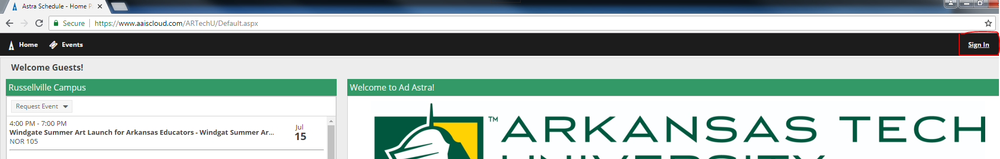 Astra Schedule - Home P
Secure
https://www.aaiscloud.com/ARTechU/Default.aspx
Home
Events
Sign In
Welcome Guests!
Russellville Campus
Welcome to Ad Astra!
Request Event
4:00 PM - 7:00 PM
Windgate Summer Art Launch for Arkansas Educators - Windgat Summer Ar...
NOR 105
Jul
15
™ ARKANSAS TECH
UNIVERSITY